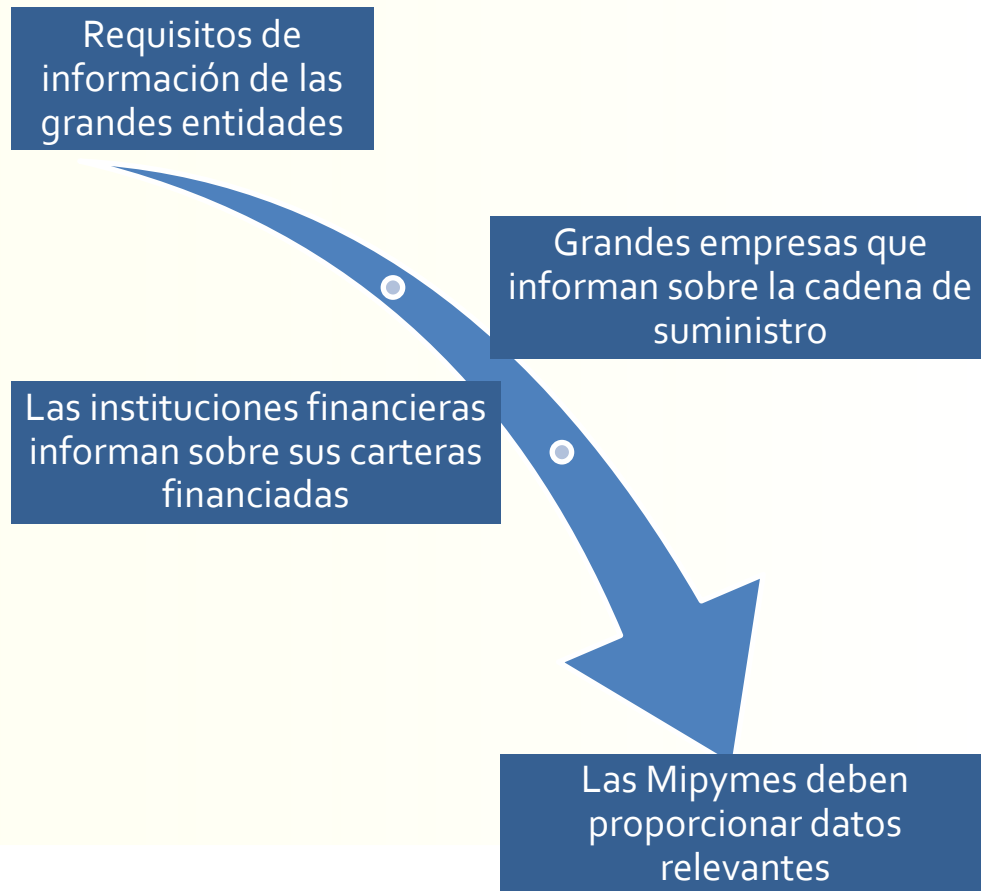 Requisitos de
información de las
grandes entidades
Grandes empresas que
informan sobre la cadena de
suministro
Las instituciones financieras
informan sobre sus carteras
financiadas
Las Mipymes deben
proporcionar datos
relevantes